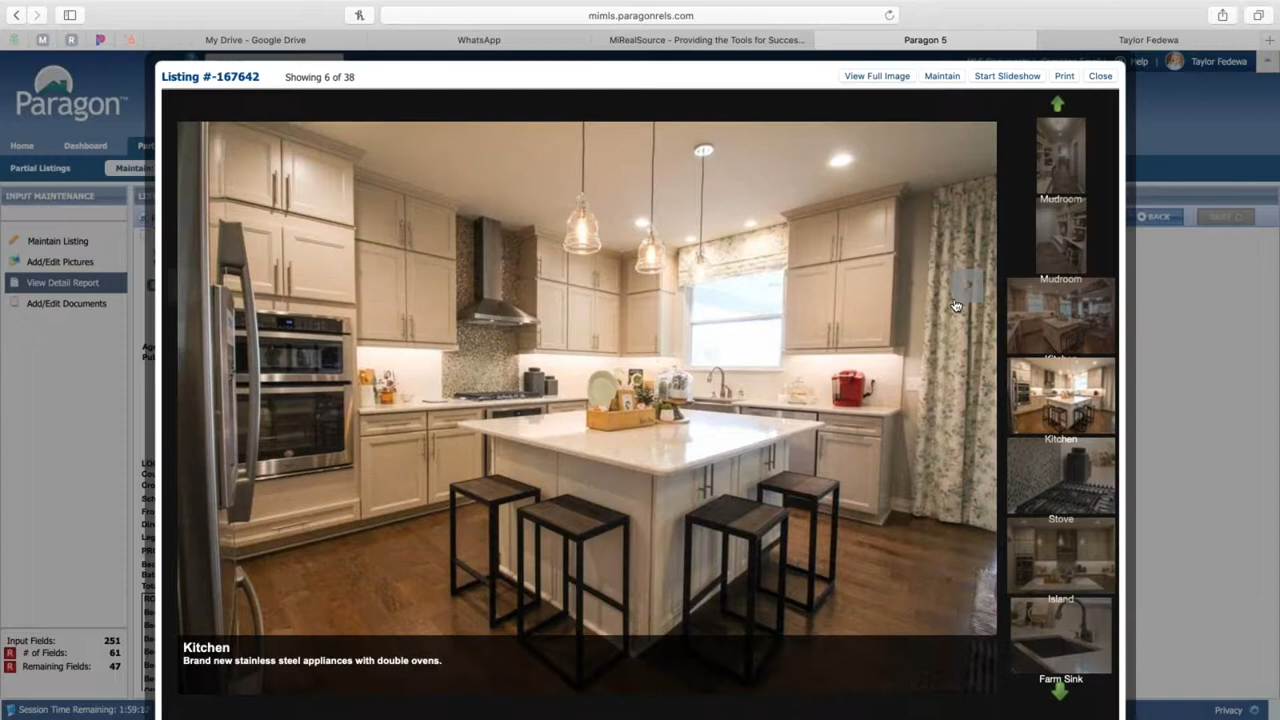 mimls.paragonrels.com
My Drive - Google Drive
WhatsApp
MiRealSource - Providing the Tools for Succes...
Paragon 5
Taylor Fedewa
Help
Taylor Fedewa
Paragon
Home
Dashboard
Partial Listings
INPUT MAINTENANCE
Maintain Listing
Add/Edit Pictures
View Detail Report
Add/Edit Documents
Listing #-167642
Showing 6 of 38
View Full Image
Maintain
Start Slideshow
Print
Close
BACK
Mudroom
Mudroom
Kitchen
Stove
Island
Farm Sink
Kitchen
Brand new stainless steel appliances with double ovens.
Input Fields: 251
R # of Fields: 61
R Remaining Fields: 47
Session Time Remaining: 1:59:1
Privacy